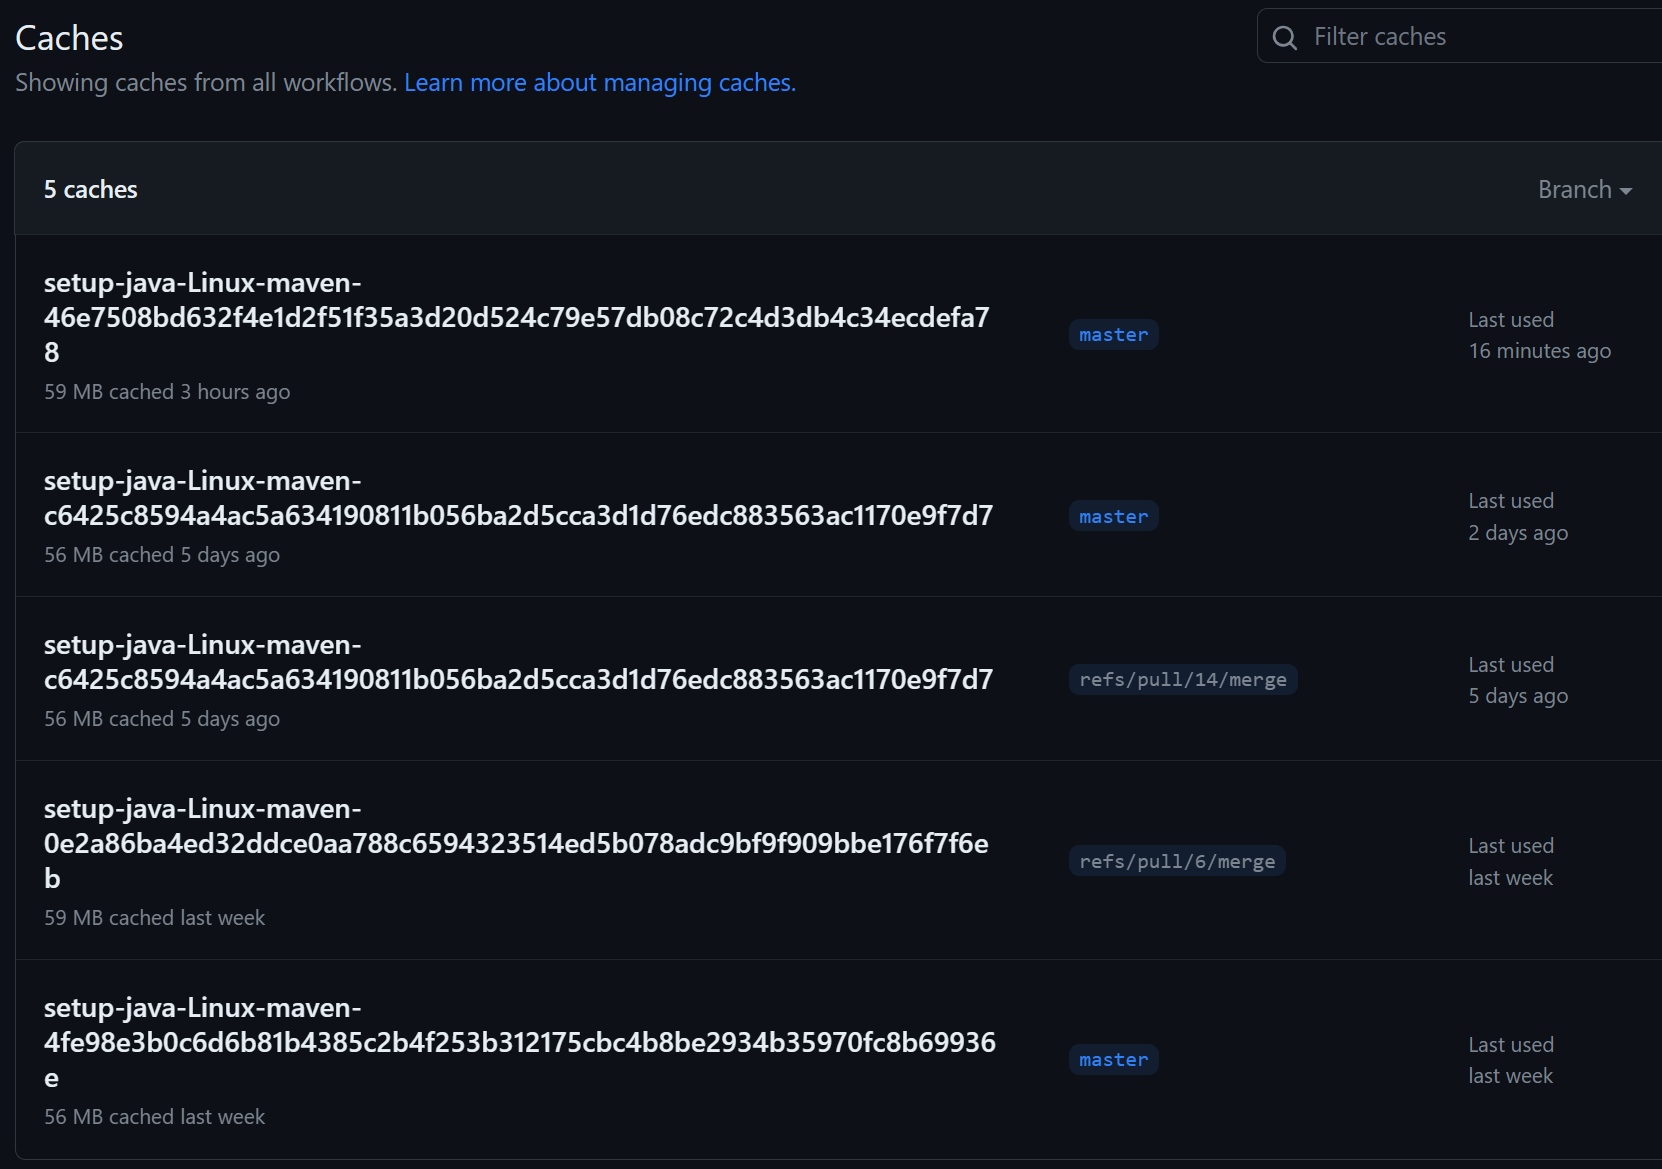 Caches
Filter caches
Showing caches from all workflows. Learn more about managing caches.
5 caches
Branch
setup-java-Linux-maven-
46e7508bd632f4e1d2f51f35a3d20d524c79e57db08c72c4d3db4c34ecdefa7
8
59 MB cached 3 hours ago
master
Last used
16 minutes ago
setup-java-Linux-maven-
c6425c8594a4ac5a634190811b056ba2d5cca3d1d76edc883563ac1170e9f7d7
56 MB cached 5 days ago
master
Last used
2 days ago
setup-java-Linux-maven-
c6425c8594a4ac5a634190811b056ba2d5cca3d1d76edc883563ac1170e9f7d7
56 MB cached 5 days ago
refs/pull/14/merge
Last used
5 days ago
setup-java-Linux-maven-
0e2a86ba4ed32ddce0aa788c6594323514ed5b078adc9bf9f909bbe176f7f6e
b
59 MB cached last week
refs/pull/6/merge
Last used
last week
setup-java-Linux-maven-
4fe98e3b0c6d6b81b4385c2b4f253b312175cbc4b8be2934b35970fc8b69936
e
56 MB cached last week
master
Last used
last week